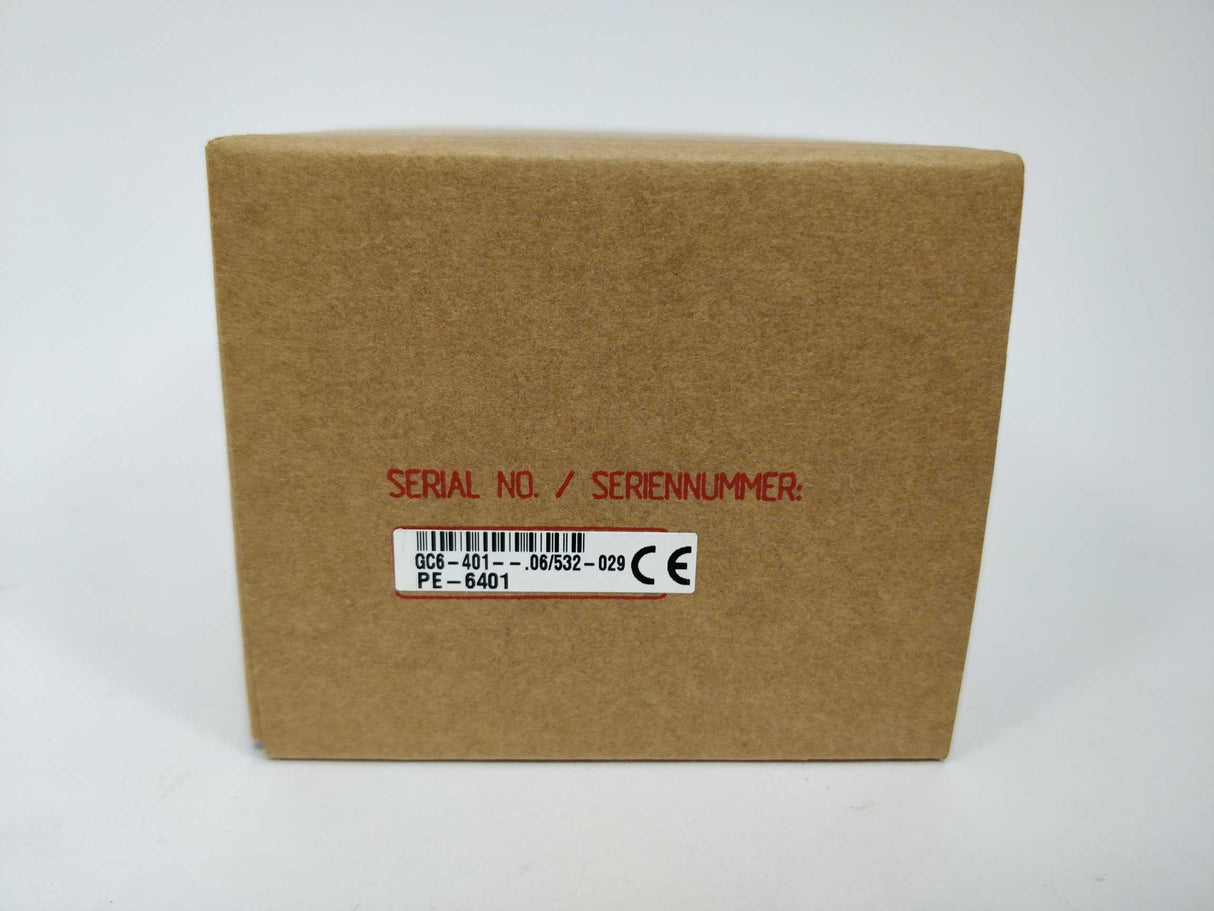 SERIAL NO. / SERIENNUMMER:
GC6-401--.06/532-029 CE
PE-6401